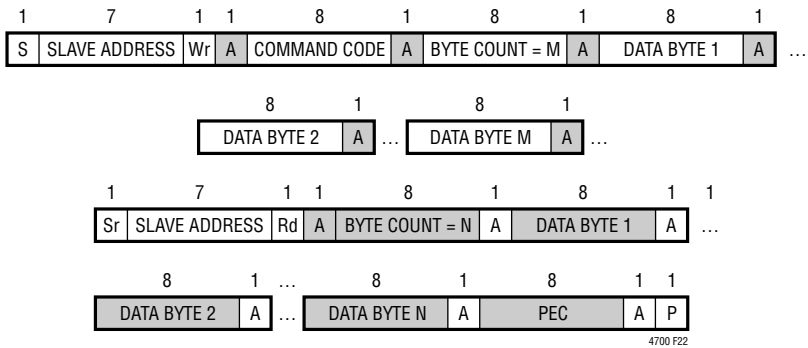 1 7 1 1 8 1 8 1 8 1
S SLAVE ADDRESS Wr A COMMAND CODE A BYTE COUNT = M A DATA BYTE 1 A …
8 1 8 1
DATA BYTE 2 A … DATA BYTE M A …
1 7 1 1 8 1 8 1 1
Sr SLAVE ADDRESS Rd A BYTE COUNT = N A DATA BYTE 1 A …
8 1 … 8 1 8 1 1
DATA BYTE 2 A … DATA BYTE N A PEC A P
4700 F22